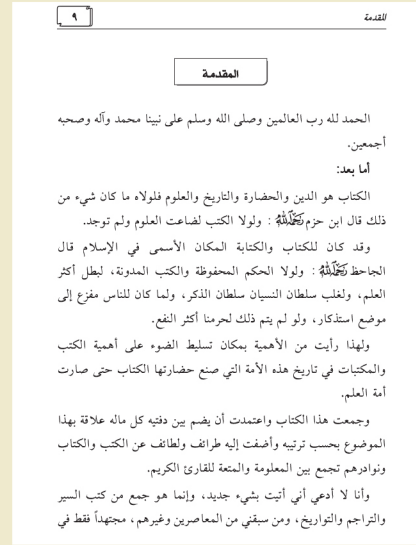 المقدمة
٩
المقدمة
الحمد لله رب العالمين وصلى الله وسلم على نبينا محمد وآله وصحبه
أجمعين.
أما بعد:
الكتاب هو الدين والحضارة والتاريخ والعلوم فلولاه ما كان شيء من
ذلك قال ابن حزم رَحِمَهُ اللَّهُ : ولولا الكتب لضاعت العلوم ولم توجد.
وقد كان للكتاب والكتابة المكان الأسمى في الإسلام قال
الجاحظ رَحِمَهُ اللَّهُ : ولولا الحكم المحفوظة والكتب المدونة، لبطل أكثر
العلم، ولغلب سلطان النسيان سلطان الذكر، ولما كان للناس مفزع إلى
موضع استذكار، ولو لم يتم ذلك لحرمنا أكثر النفع.
ولهذا رأيت من الأهمية بمكان تسليط الضوء على أهمية الكتب
والمكتبات في تاريخ هذه الأمة التي صنع حضارتها الكتاب حتى صارت
أمة العلم.
وجمعت هذا الكتاب واعتمدت أن يضم بين دفتيه كل ماله علاقة بهذا
الموضوع بحسب ترتيبه وأضفت إليه طرائف ولطائف عن الكتب والكتاب
ونوادرهم تجمع بين المعلومة والمتعة للقارئ الكريم.
وأنا لا أدعي أني أتيت بشيء جديد، وإنما هو جمع من كتب السير
والتراجم والتواريخ، ومن سبقني من المعاصرين وغيرهم، مجتهداً فقط في